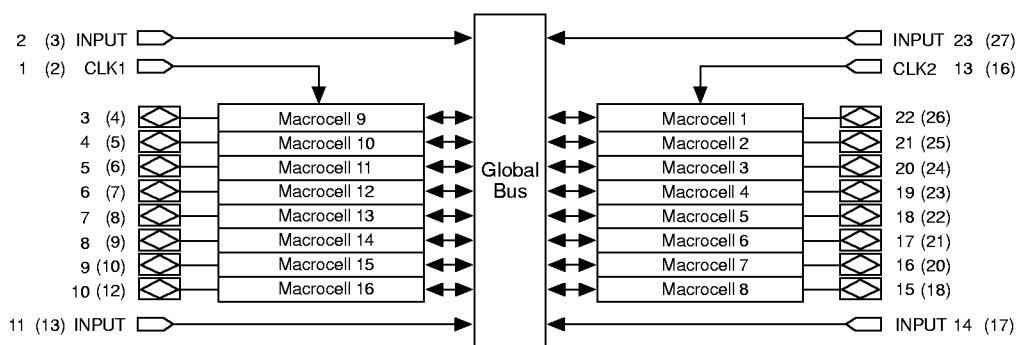 2 (3) INPUT
INPUT 23 (27)
1 (2) CLK1
CLK2 13 (16)
3 (4) Macrocell 9 Macrocell 1 22 (26)
4 (5) Macrocell 10 Macrocell 2 21 (25)
5 (6) Macrocell 11 Macrocell 3 20 (24)
6 (7) Macrocell 12 Macrocell 4 19 (23)
7 (8) Macrocell 13 Macrocell 5 18 (22)
8 (9) Macrocell 14 Macrocell 6 17 (21)
9 (10) Macrocell 15 Macrocell 7 16 (20)
10 (12) Macrocell 16 Macrocell 8 15 (18)
Global
Bus
11 (13) INPUT
INPUT 14 (17)